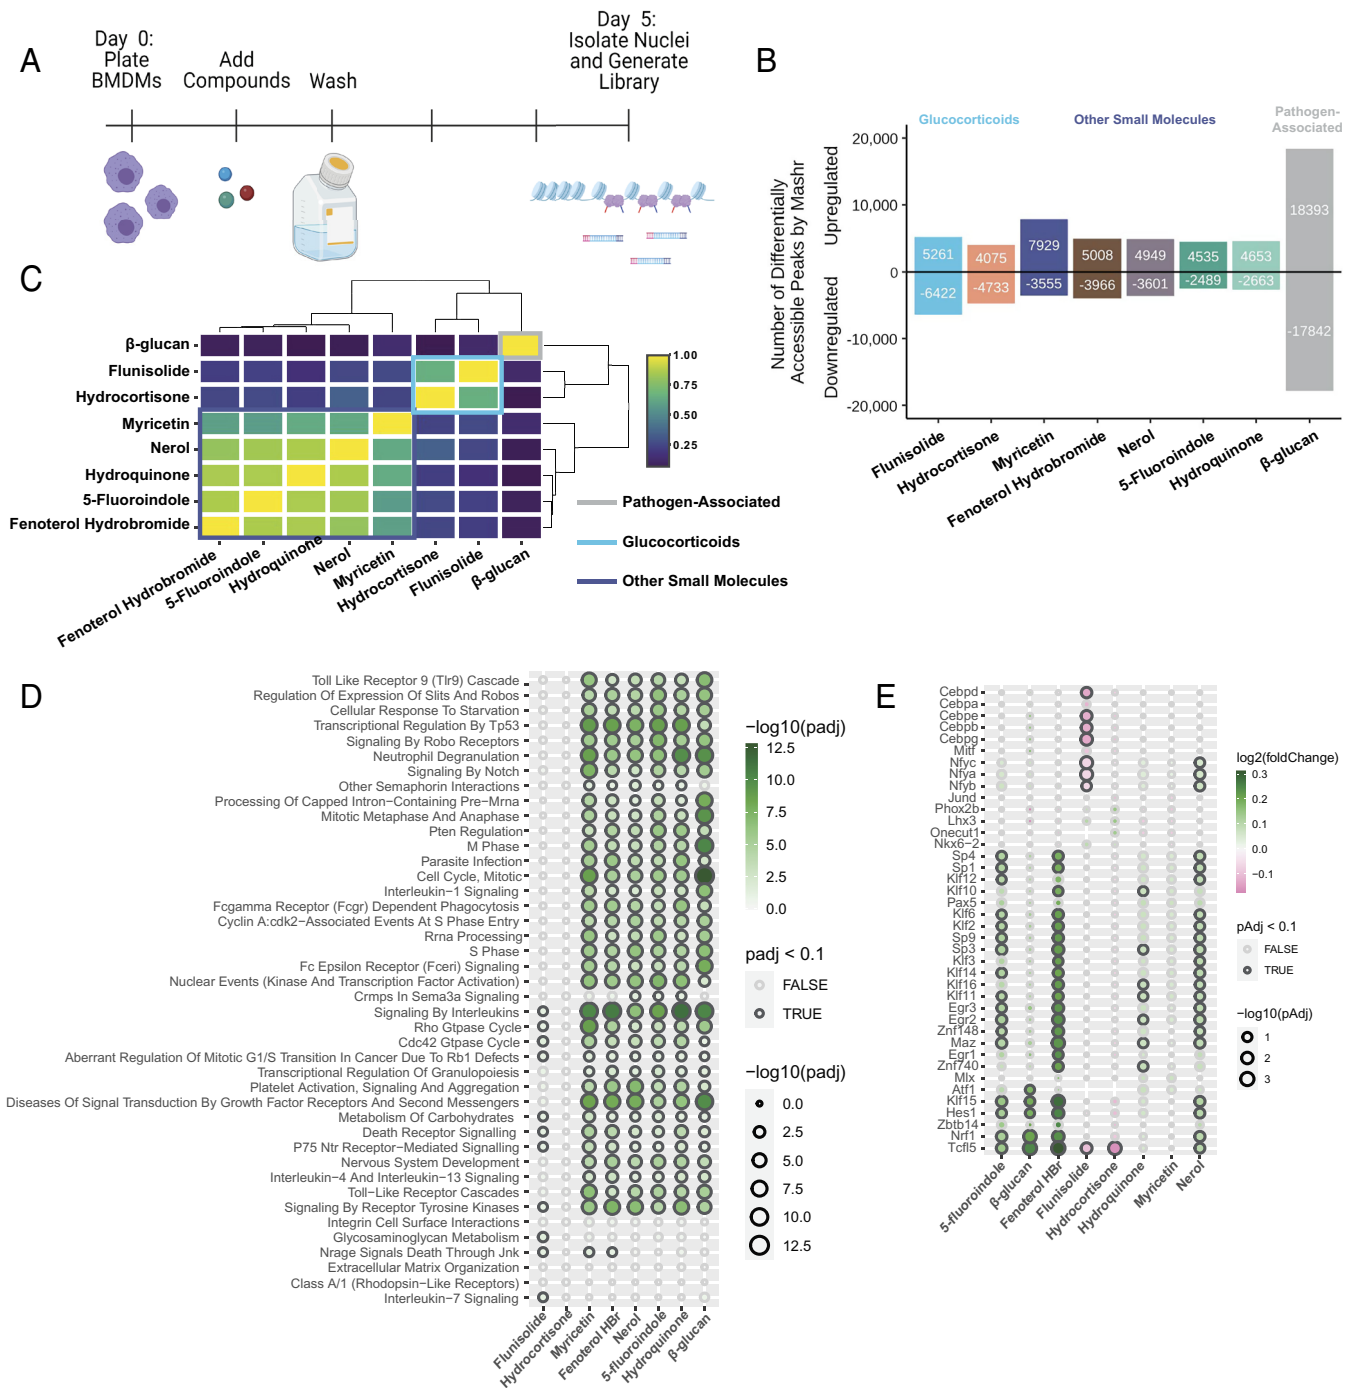 A
Day 0:
Plate
BMDMs
Add
Compounds
Wash
Day 5:
Isolate Nuclei
and Generate
Library
B
Number of Differentially
Accessible Peaks by Mashr
Downregulated
Upregulated
20,000
10,000
0
-10,000
-20,000
Glucocorticoids
Other Small Molecules
Pathogen-
Associated
5261
4075
7929
5008
4949
4535
4653
18393
-6422
-4733
-3555
-3966
-3601
-2489
-2663
-17842
Flunisolide
Hydrocortisone
Myricetin
Fenoterol Hydrobromide
Nerol
5-Fluoroindole
Hydroquinone
β-glucan
C
β-glucan
Flunisolide
Hydrocortisone
Myricetin
Nerol
Hydroquinone
5-Fluoroindole
Fenoterol Hydrobromide
Fenoterol Hydrobromide
5-Fluoroindole
Hydroquinone
Nerol
Myricetin
Hydrocortisone
Flunisolide
β-glucan
1.00
0.75
0.50
0.25
Pathogen-Associated
Glucocorticoids
Other Small Molecules
D
Toll Like Receptor 9 (Tlr9) Cascade
Regulation Of Expression Of Slits And Robos
Cellular Response To Starvation
Transcriptional Regulation By Tp53
Signaling By Robo Receptors
Neutrophil Degranulation
Signaling By Notch
Other Semaphorin Interactions
Processing Of Capped Intron−Containing Pre−Mrna
Mitotic Metaphase And Anaphase
Pten Regulation
M Phase
Parasite Infection
Cell Cycle, Mitotic
Interleukin−1 Signaling
Fcgamma Receptor (Fcgr) Dependent Phagocytosis
Cyclin A:cdk2−Associated Events At S Phase Entry
Rrna Processing
S Phase
Fc Epsilon Receptor (Fceri) Signaling
Nuclear Events (Kinase And Transcription Factor Activation)
Crmps In Sema3a Signaling
Signaling By Interleukins
Rho Gtpase Cycle
Cdc42 Gtpase Cycle
Aberrant Regulation Of Mitotic G1/S Transition In Cancer Due To Rb1 Defects
Transcriptional Regulation Of Granulopoiesis
Platelet Activation, Signaling And Aggregation
Diseases Of Signal Transduction By Growth Factor Receptors And Second Messengers
Metabolism Of Carbohydrates
Death Receptor Signalling
P75 Ntr Receptor−Mediated Signalling
Nervous System Development
Interleukin−4 And Interleukin−13 Signaling
Toll−Like Receptor Cascades
Signaling By Receptor Tyrosine Kinases
Integrin Cell Surface Interactions
Glycosaminoglycan Metabolism
Nrage Signals Death Through Jnk
Extracellular Matrix Organization
Class A/1 (Rhodopsin−Like Receptors)
Interleukin−7 Signaling
Flunisolide
Hydrocortisone
Myricetin
Fenoterol HBr
Nerol
5-fluoroindole
Hydroquinone
β-glucan
−log10(padj)
12.5
10.0
7.5
5.0
2.5
0.0
padj < 0.1
FALSE
TRUE
−log10(padj)
0.0
2.5
5.0
7.5
10.0
12.5
E
Cebpd
Cebpa
Cebpe
Cebpb
Cebpg
Mitf
Nfyc
Nfya
Nfyb
Jund
Phox2b
Lhx3
Onecut1
Nkx6−2
Sp4
Sp1
Klf12
Klf10
Pax5
Klf6
Klf2
Sp9
Sp3
Klf3
Klf14
Klf16
Klf11
Egr3
Egr2
Znf148
Maz
Egr1
Znf740
Mlx
Atf1
Klf15
Hes1
Zbtb14
Nrf1
Tcfl5
5-fluoroindole
β-glucan
Fenoterol HBr
Flunisolide
Hydrocortisone
Hydroquinone
Myricetin
Nerol
log2(foldChange)
0.3
0.2
0.1
0.0
−0.1
pAdj < 0.1
FALSE
TRUE
−log10(pAdj)
1
2
3